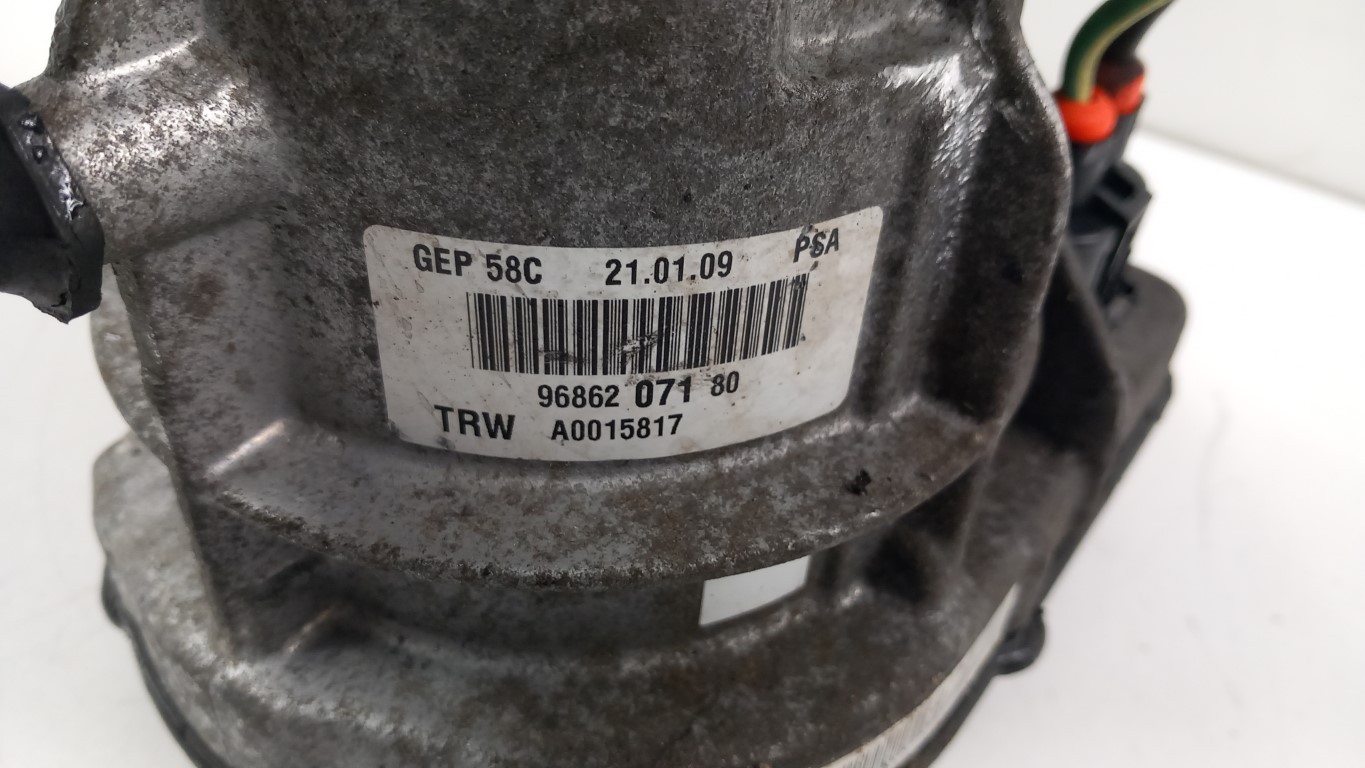 GEP 58C 21.01.09 PSA
96862 071 80
TRW A0015817